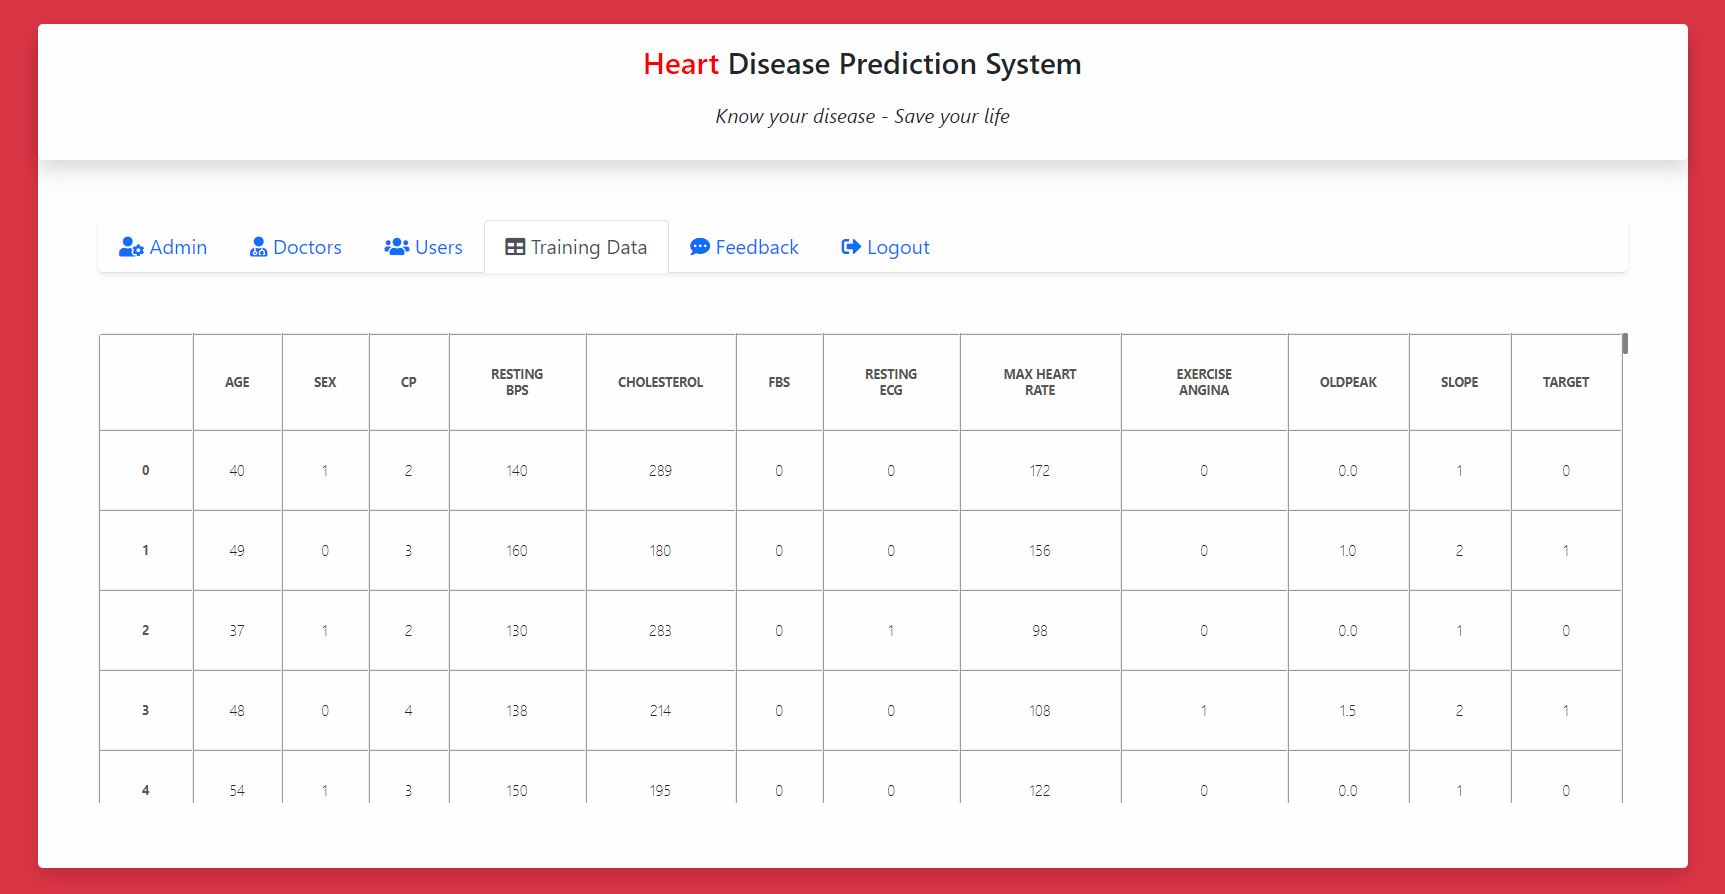 Heart Disease Prediction System
Know your disease - Save your life
Admin Doctors Users Training Data Feedback Logout
AGE SEX CP RESTING BPS CHOLESTEROL FBS RESTING ECG MAX HEART RATE EXERCISE ANGINA OLDPEAK SLOPE TARGET
0 40 1 2 140 289 0 0 172 0 0.0 1 0
1 49 0 3 160 180 0 0 156 0 1.0 2 1
2 37 1 2 130 283 0 1 98 0 0.0 1 0
3 48 0 4 138 214 0 0 108 1 1.5 2 1
4 54 1 3 150 195 0 0 122 0 0.0 1 0